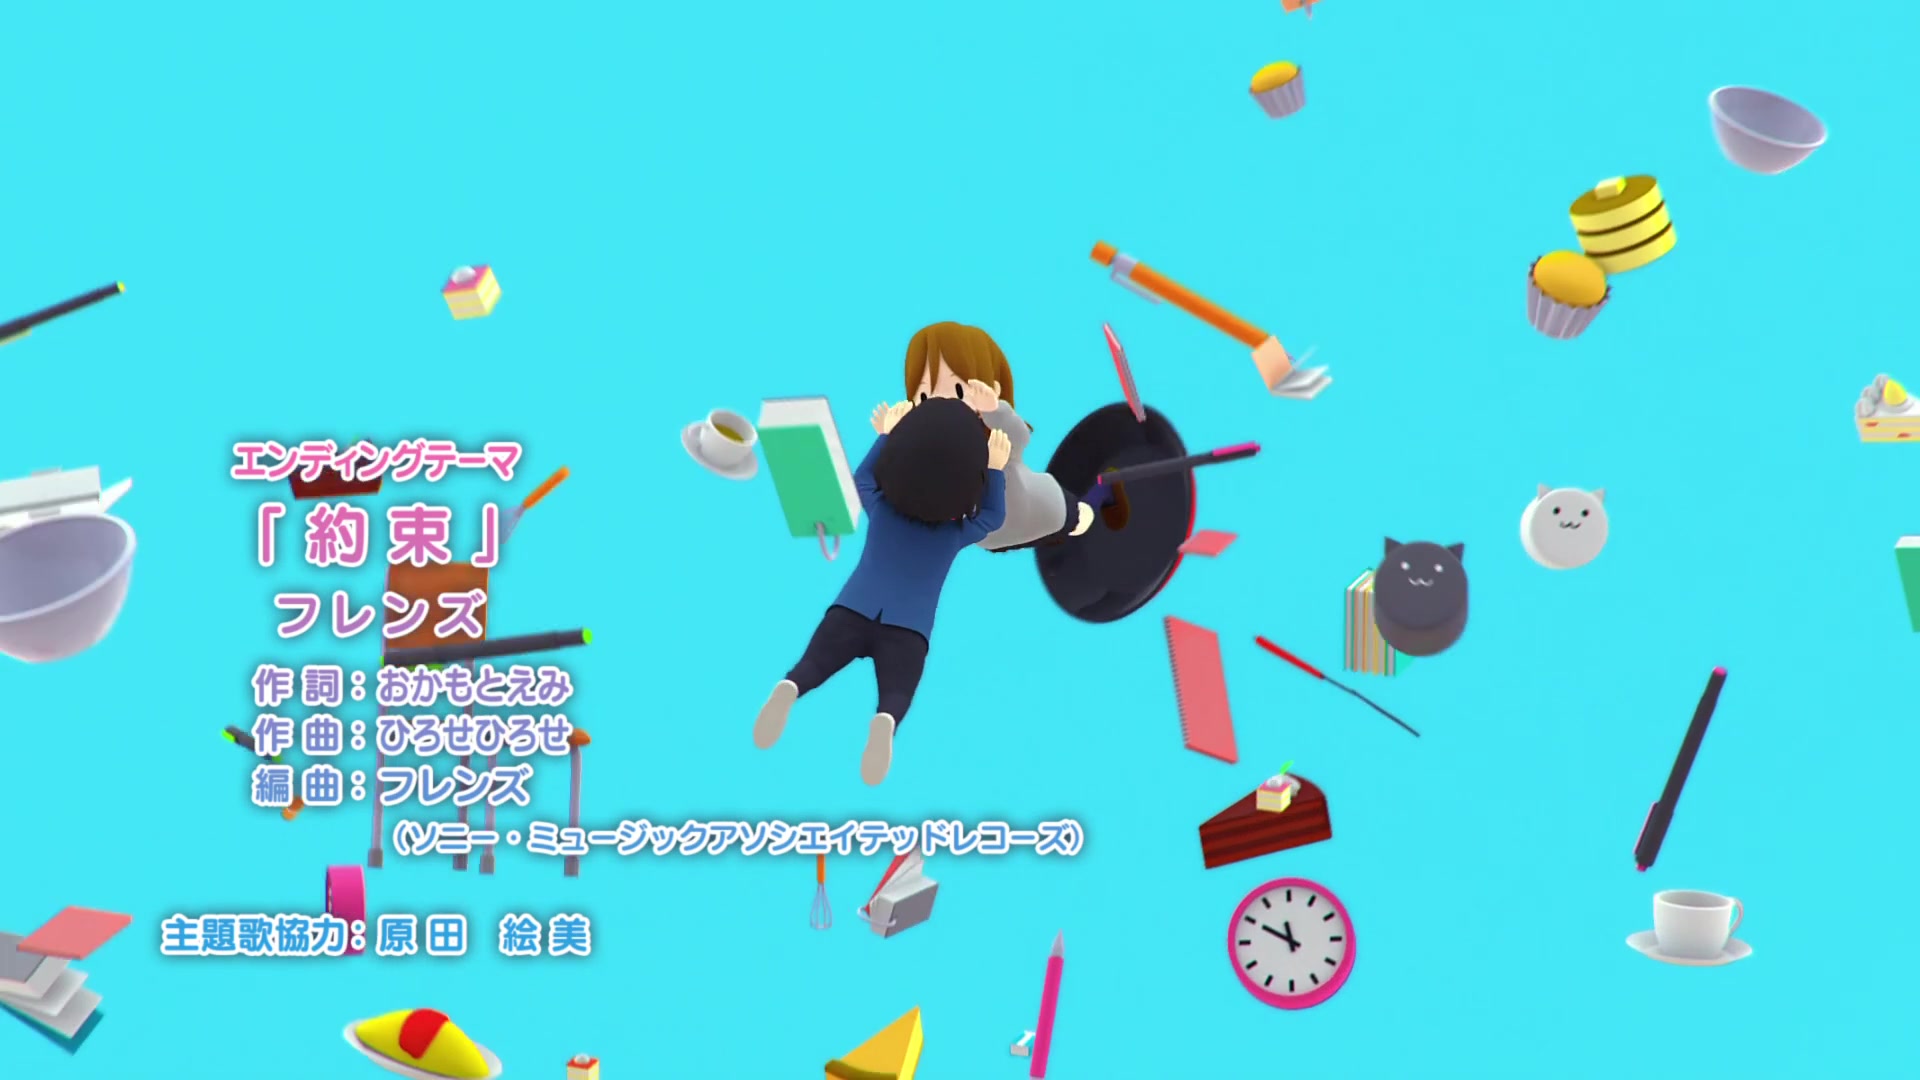 エンディングテーマ
「約束」
フレンズ
作詞：おかもとえみ
作曲：ひろせひろせ
編曲：フレンズ
（ソニー・ミュージックアソシエイテッドレコーズ）
主題歌協力：原田 絵美